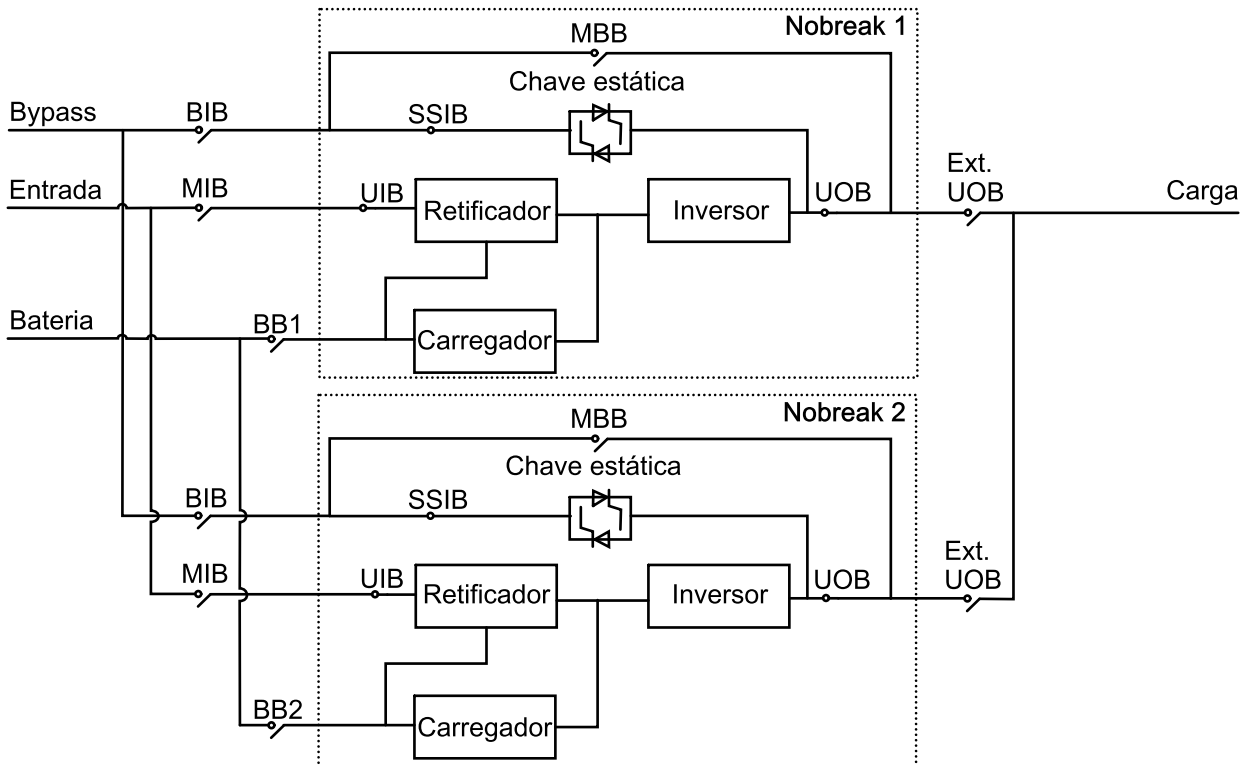 Nobreak 1
MBB
Chave estática
Bypass
BIB
SSIB
Entrada
MIB
UIB
Retificador
Inversor
UOB
Ext.
UOB
Carga
Bateria
BB1
Carregador
Nobreak 2
MBB
Chave estática
BIB
SSIB
MIB
UIB
Retificador
Inversor
UOB
Ext.
UOB
BB2
Carregador